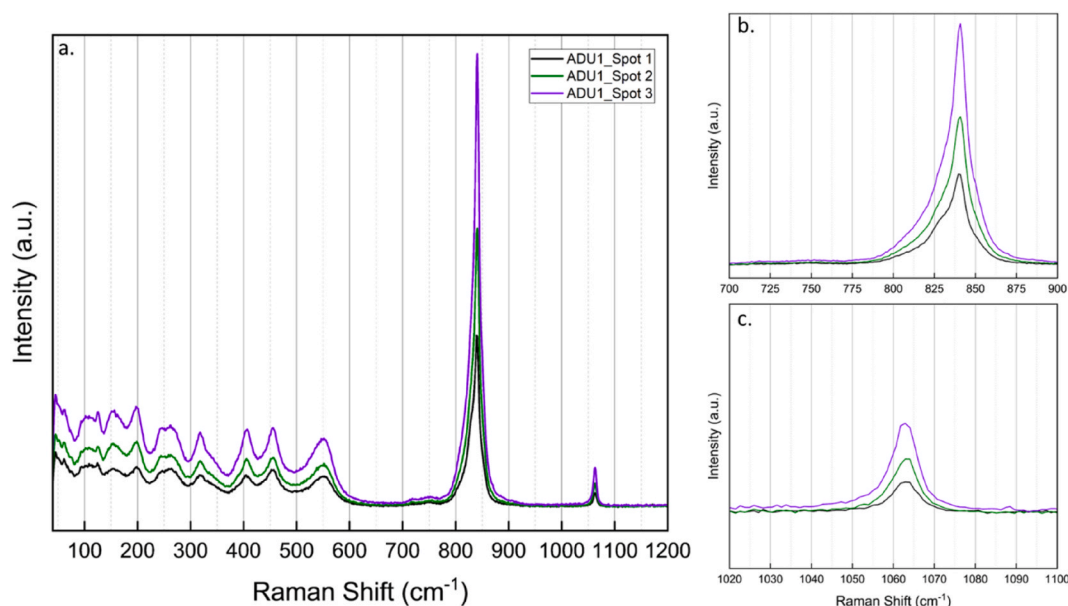 a.
ADU1_Spot 1
ADU1_Spot 2
ADU1_Spot 3
Intensity (a.u.)
100 200 300 400 500 600 700 800 900 1000 1100 1200
Raman Shift (cm⁻¹)
b.
Intensity (a.u.)
700 725 750 775 800 825 850 875 900
c.
Intensity (a.u.)
1020 1030 1040 1050 1060 1070 1080 1090 1100
Raman Shift (cm⁻¹)